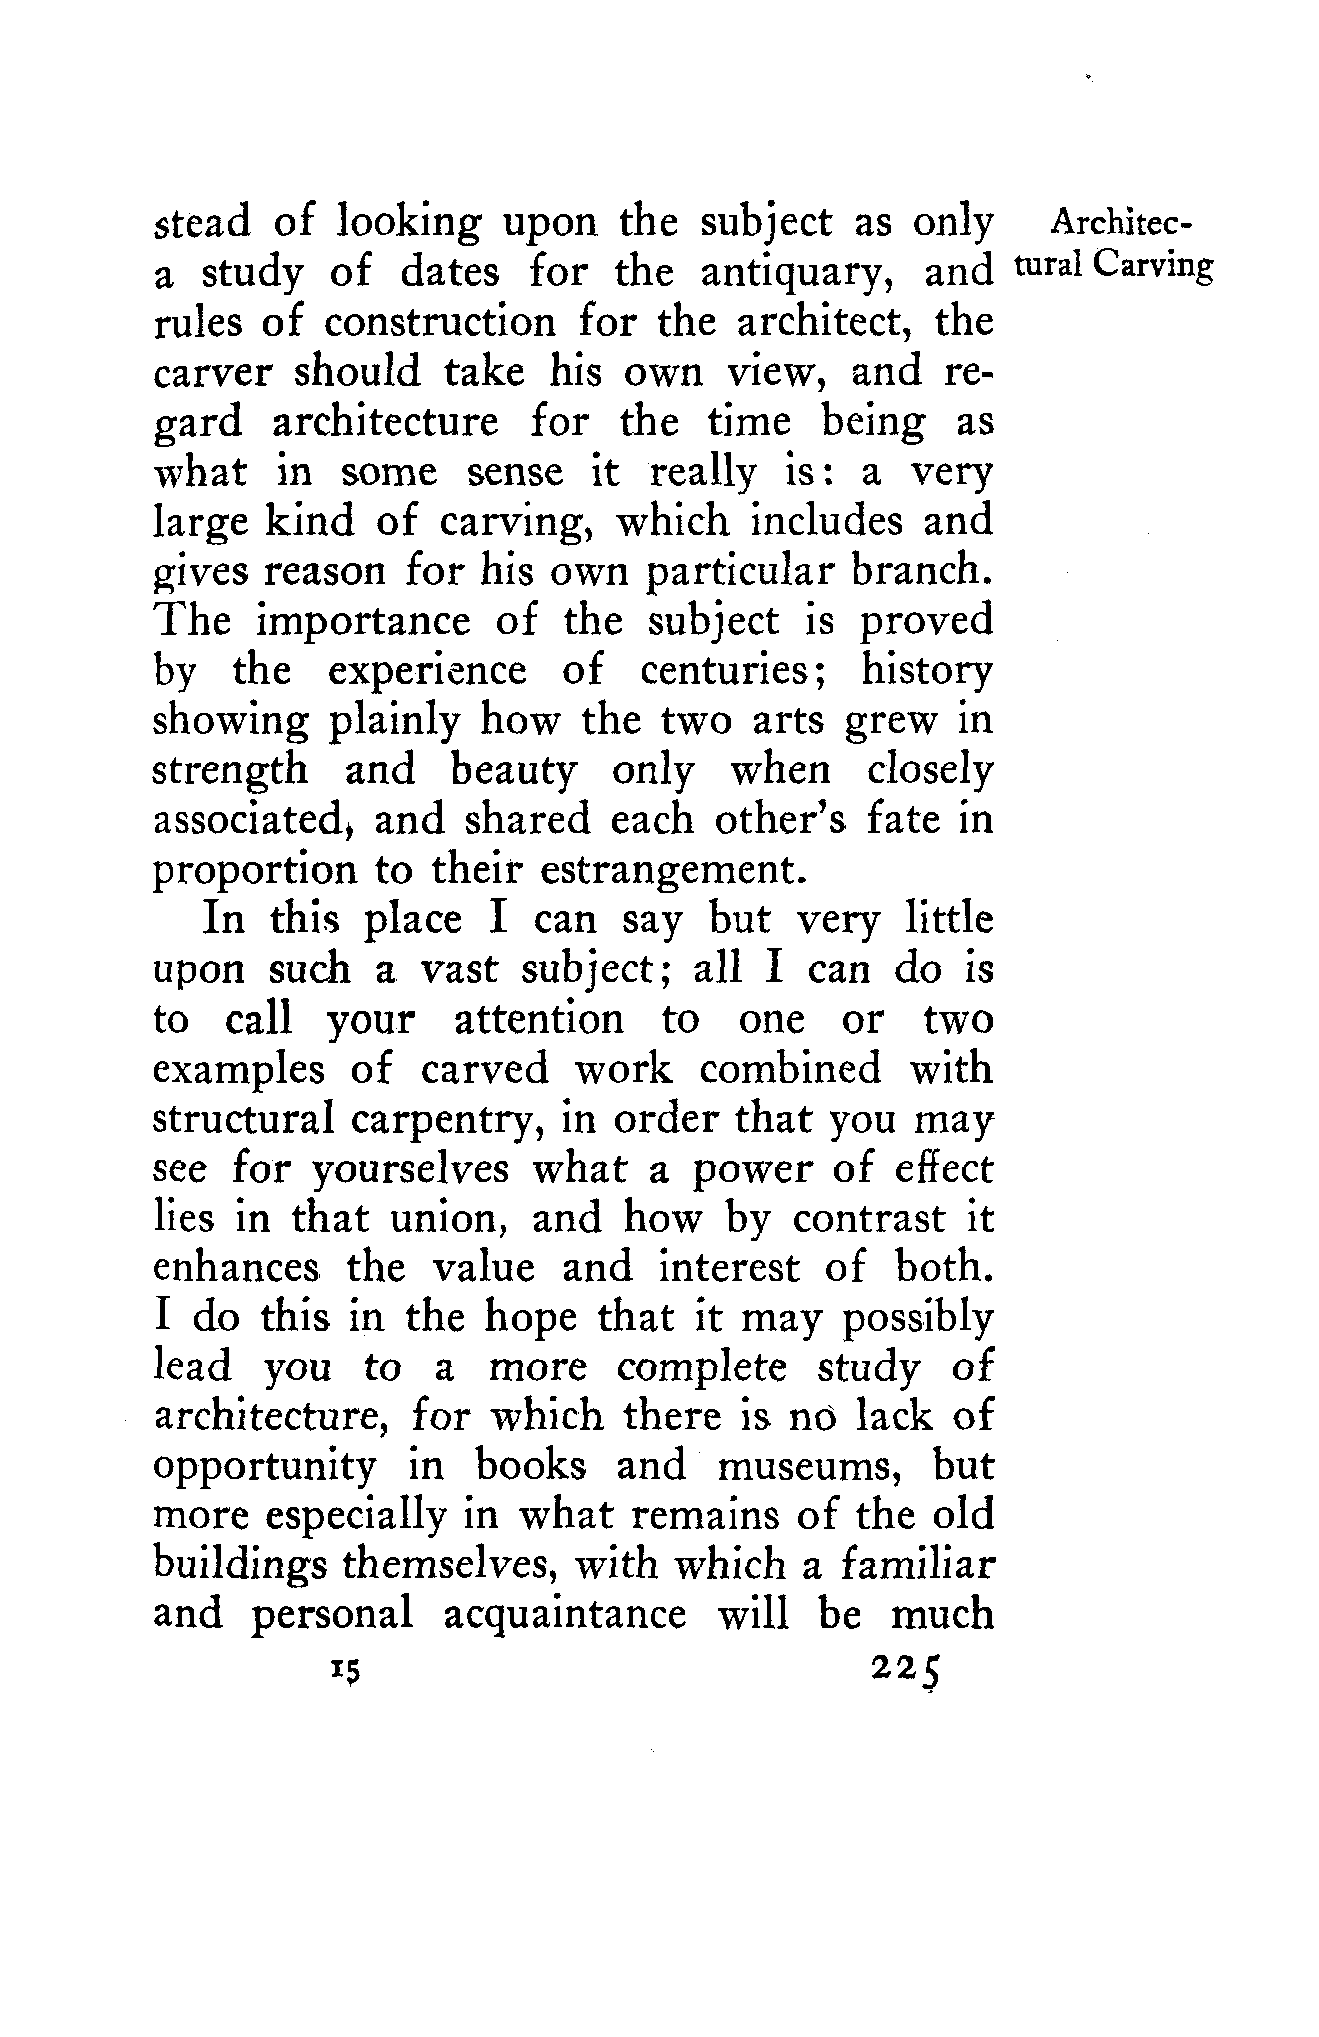 stead of looking upon the subject as only
a study of dates for the antiquary, and
rules of construction for the architect, the
carver should take his own view, and re-
gard architecture for the time being as
what in some sense it really is: a very
large kind of carving, which includes and
gives reason for his own particular branch.
The importance of the subject is proved
by the experience of centuries; history
showing plainly how the two arts grew in
strength and beauty only when closely
associated, and shared each other's fate in
proportion to their estrangement.
In this place I can say but very little
upon such a vast subject; all I can do is
to call your attention to one or two
examples of carved work combined with
structural carpentry, in order that you may
see for yourselves what a power of effect
lies in that union, and how by contrast it
enhances the value and interest of both.
I do this in the hope that it may possibly
lead you to a more complete study of
architecture, for which there is no lack of
opportunity in books and museums, but
more especially in what remains of the old
buildings themselves, with which a familiar
and personal acquaintance will be much
Architec-
tural Carving
15 225